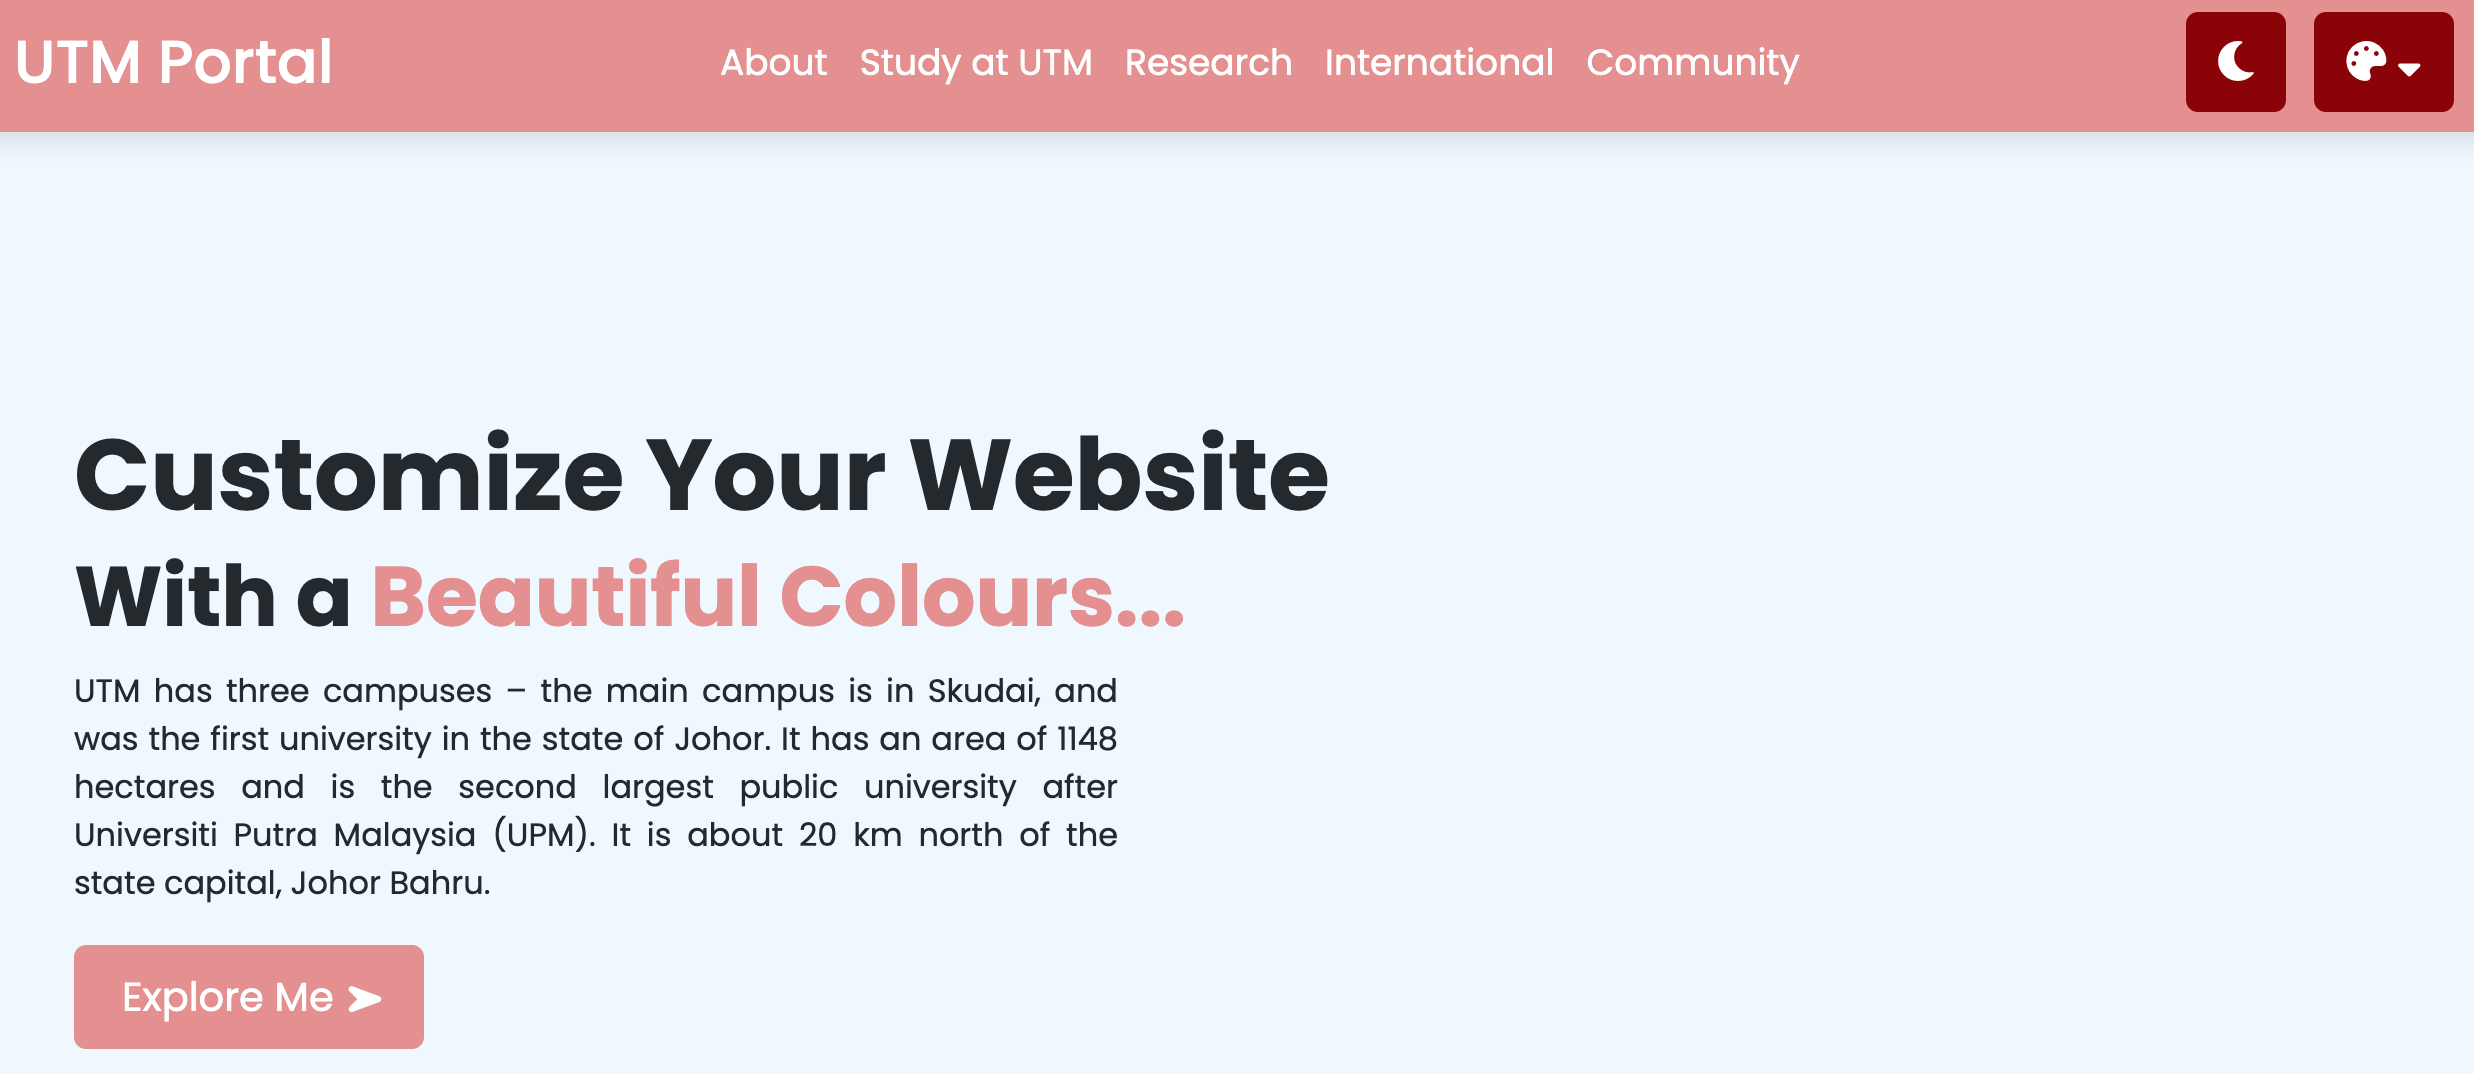 UTM Portal
About Study at UTM Research International Community
Customize Your Website
With a Beautiful Colours...
UTM has three campuses – the main campus is in Skudai, and
was the first university in the state of Johor. It has an area of 1148
hectares and is the second largest public university after
Universiti Putra Malaysia (UPM). It is about 20 km north of the
state capital, Johor Bahru.
Explore Me